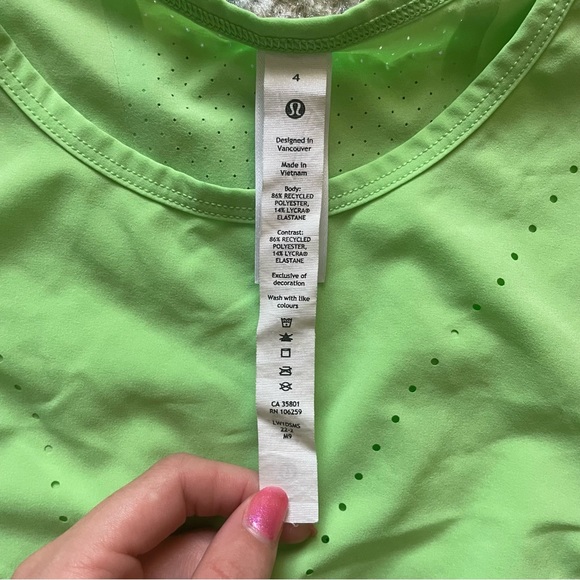 4
Designed in
Vancouver
Made in
Vietnam
Body:
86% RECYCLED
POLYESTER,
14% LYCRA®
ELASTANE
Contrast:
86% RECYCLED
POLYESTER,
14% LYCRA®
ELASTANE
Exclusive of
decoration
Wash with like
colours
CA 35801
RN 106259
LW1DSMS
22-2
M9